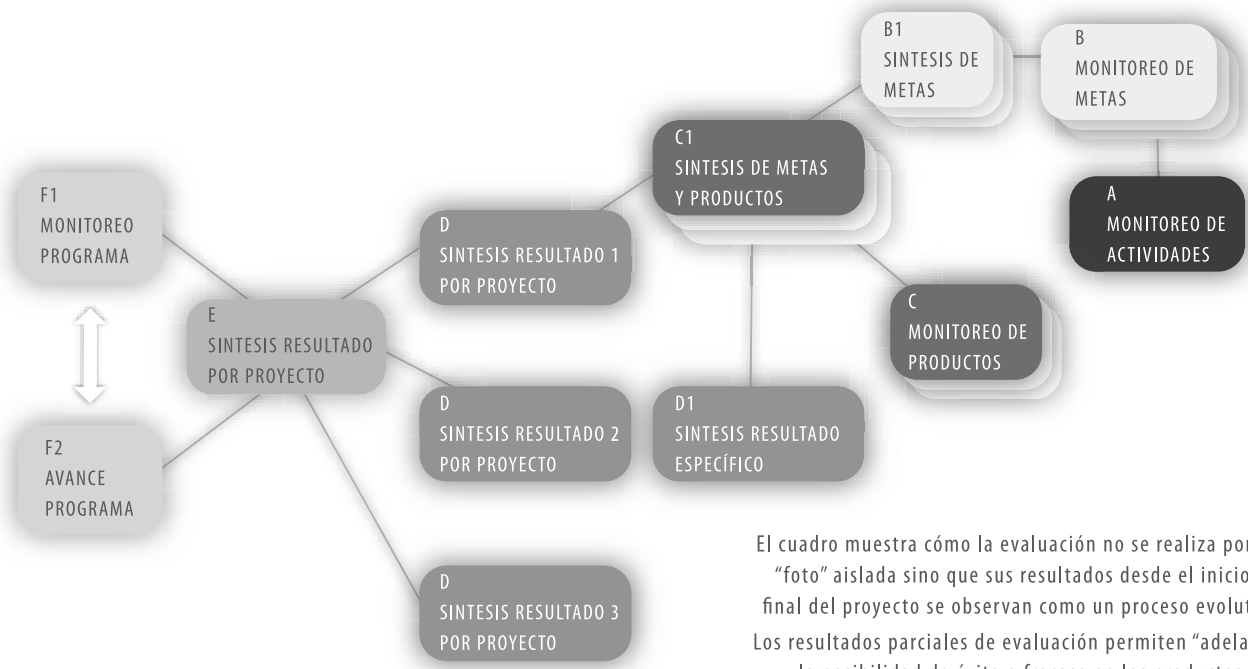 B1
SINTESIS DE
METAS
B
MONITOREO DE
METAS
C1
SINTESIS DE METAS
Y PRODUCTOS
A
MONITOREO DE
ACTIVIDADES
F1
MONITOREO
PROGRAMA
D
SINTESIS RESULTADO 1
POR PROYECTO
E
SINTESIS RESULTADO
POR PROYECTO
C
MONITOREO DE
PRODUCTOS
F2
AVANCE
PROGRAMA
D
SINTESIS RESULTADO 2
POR PROYECTO
D1
SINTESIS RESULTADO
ESPECÍFICO
D
SINTESIS RESULTADO 3
POR PROYECTO
El cuadro muestra cómo la evaluación no se realiza por
“foto” aislada sino que sus resultados desde el inicio
final del proyecto se observan como un proceso
Los resultados parciales de evaluación permiten